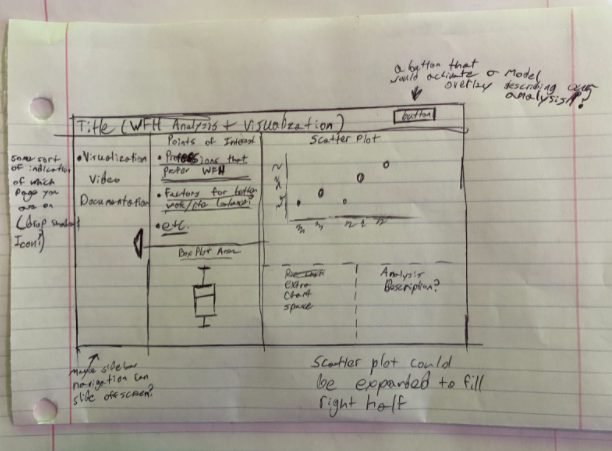 a button that
would activate a Model
overlay describing our
analysis?
button
Title (WFH Analysis + Visualization)
some sort
of indication
of which
page you
are on
(drop
Icon?)
• Visualization
Video
Documentation
Points of Interest
• Professions that
prefer WFH
• Factors for better
work/life balance?
• etc.
Box Plot Area
Scatter Plot
extra
chart
space
Analysis
Description?
Maybe sidebar
navigation can
slide offscreen?
Scatter plot could
be expanded to fill
right half